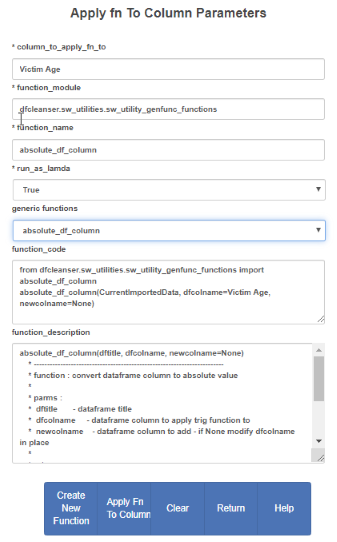 Apply fn To Column Parameters
* column_to_apply_fn_to
Victim Age
* function_module
dfcleanser.sw_utilities.sw_utility_genfunc_functions
* function_name
absolute_df_column
* run_as_lamda
True
generic functions
absolute_df_column
function_code
from dfcleanser.sw_utilities.sw_utility_genfunc_functions import
absolute_df_column
absolute_df_column(CurrentImportedData, dfcolname=Victim Age,
newcolname=None)
function_description
absolute_df_column(dftitle, dfcolname, newcolname=None)
* ------------------------------------------------------------------------
* function : convert dataframe column to absolute value
*
* parms :
* dftitle - dataframe title
* dfcolname - dataframe column to apply trig function to
* newcolname - dataframe column to add - if None modify dfcolname
in place
*
Create
New
Function
Apply Fn
To Column
Clear
Return
Help